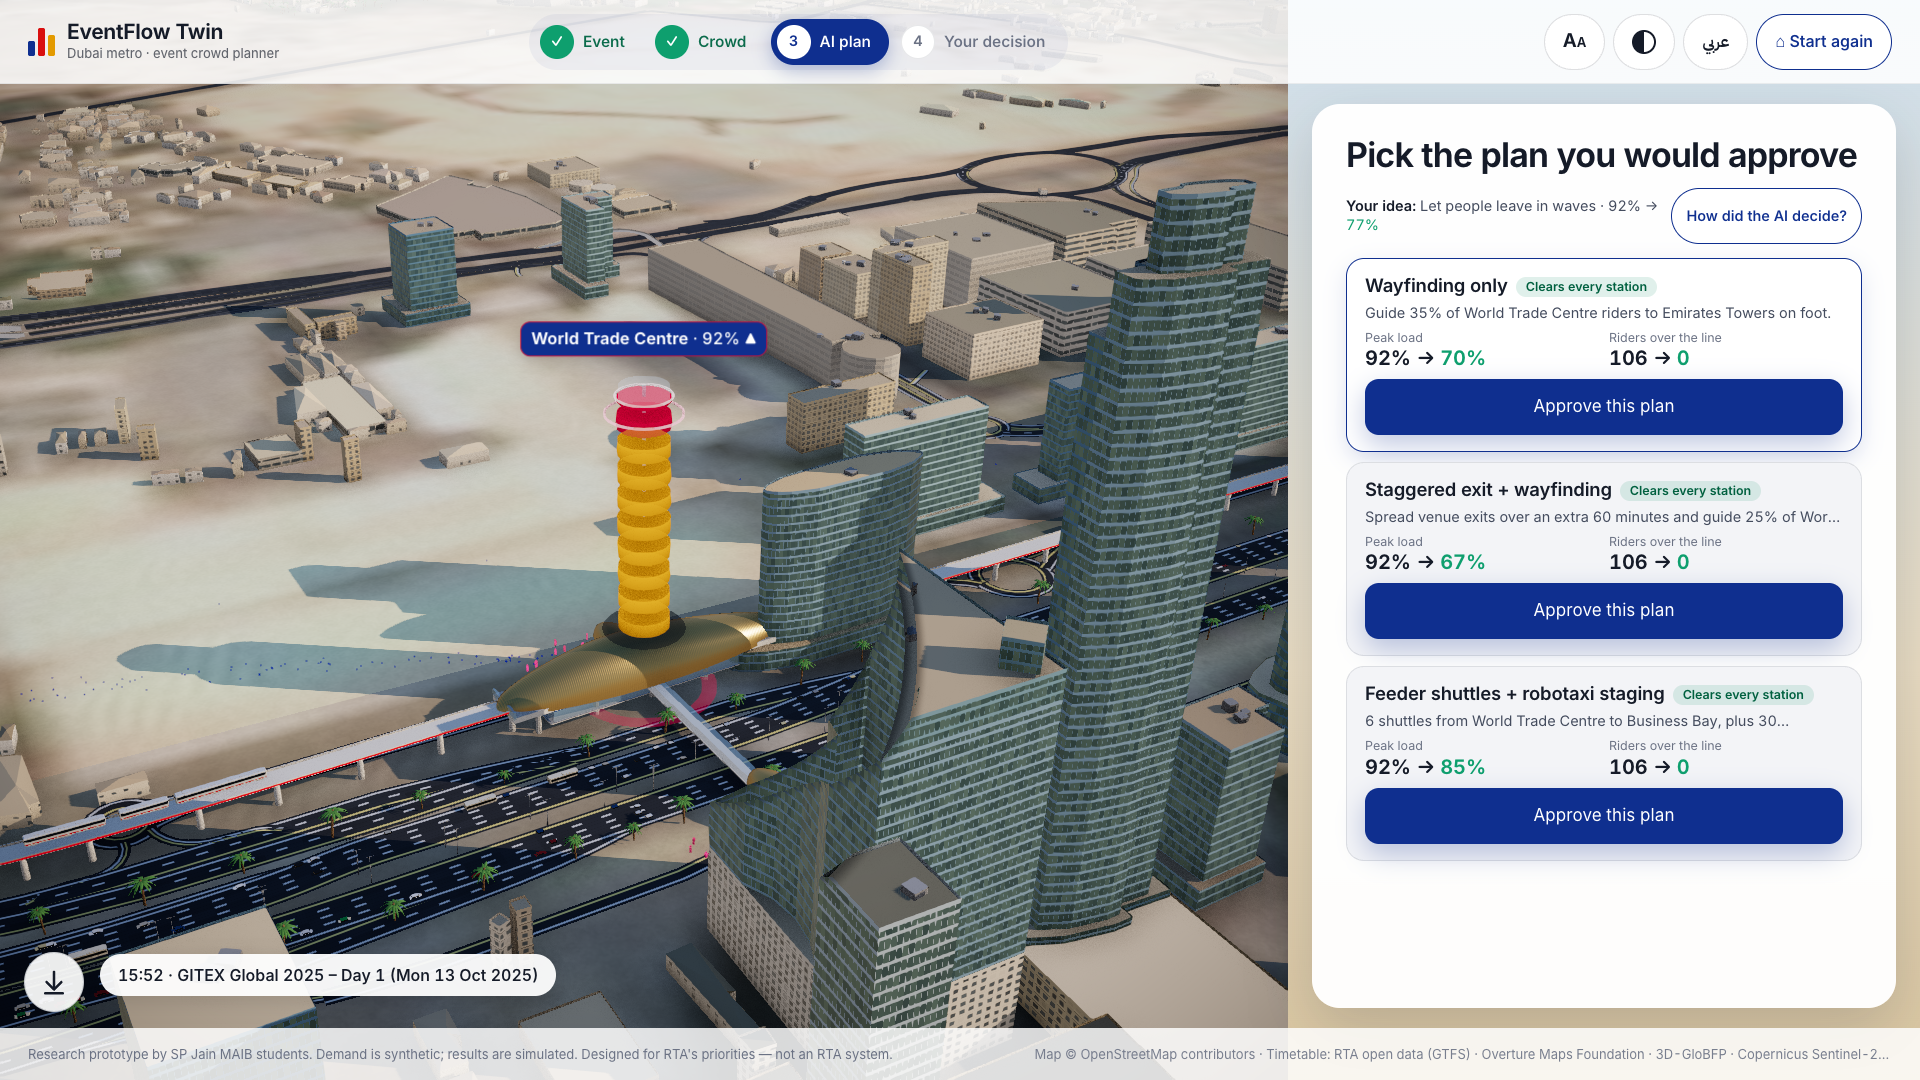 EventFlow Twin
Dubai metro · event crowd planner
Event
Crowd
3 AI plan
4 Your decision
AA
عربي
⌂ Start again
Pick the plan you would approve
Your idea: Let people leave in waves · 92% →
77%
How did the AI decide?
Wayfinding only Clears every station
Guide 35% of World Trade Centre riders to Emirates Towers on foot.
Peak load Riders over the line
92% → 70% 106 → 0
Approve this plan
Staggered exit + wayfinding Clears every station
Spread venue exits over an extra 60 minutes and guide 25% of Wor...
Peak load Riders over the line
92% → 67% 106 → 0
Approve this plan
Feeder shuttles + robotaxi staging Clears every station
6 shuttles from World Trade Centre to Business Bay, plus 30...
Peak load Riders over the line
92% → 85% 106 → 0
Approve this plan
World Trade Centre · 92% ▲
15:52 · GITEX Global 2025 – Day 1 (Mon 13 Oct 2025)
Research prototype by SP Jain MAIB students. Demand is synthetic; results are simulated. Designed for RTA's priorities — not an RTA system.
Map © OpenStreetMap contributors · Timetable: RTA open data (GTFS) · Overture Maps Foundation · 3D-GloBFP · Copernicus Sentinel-2...